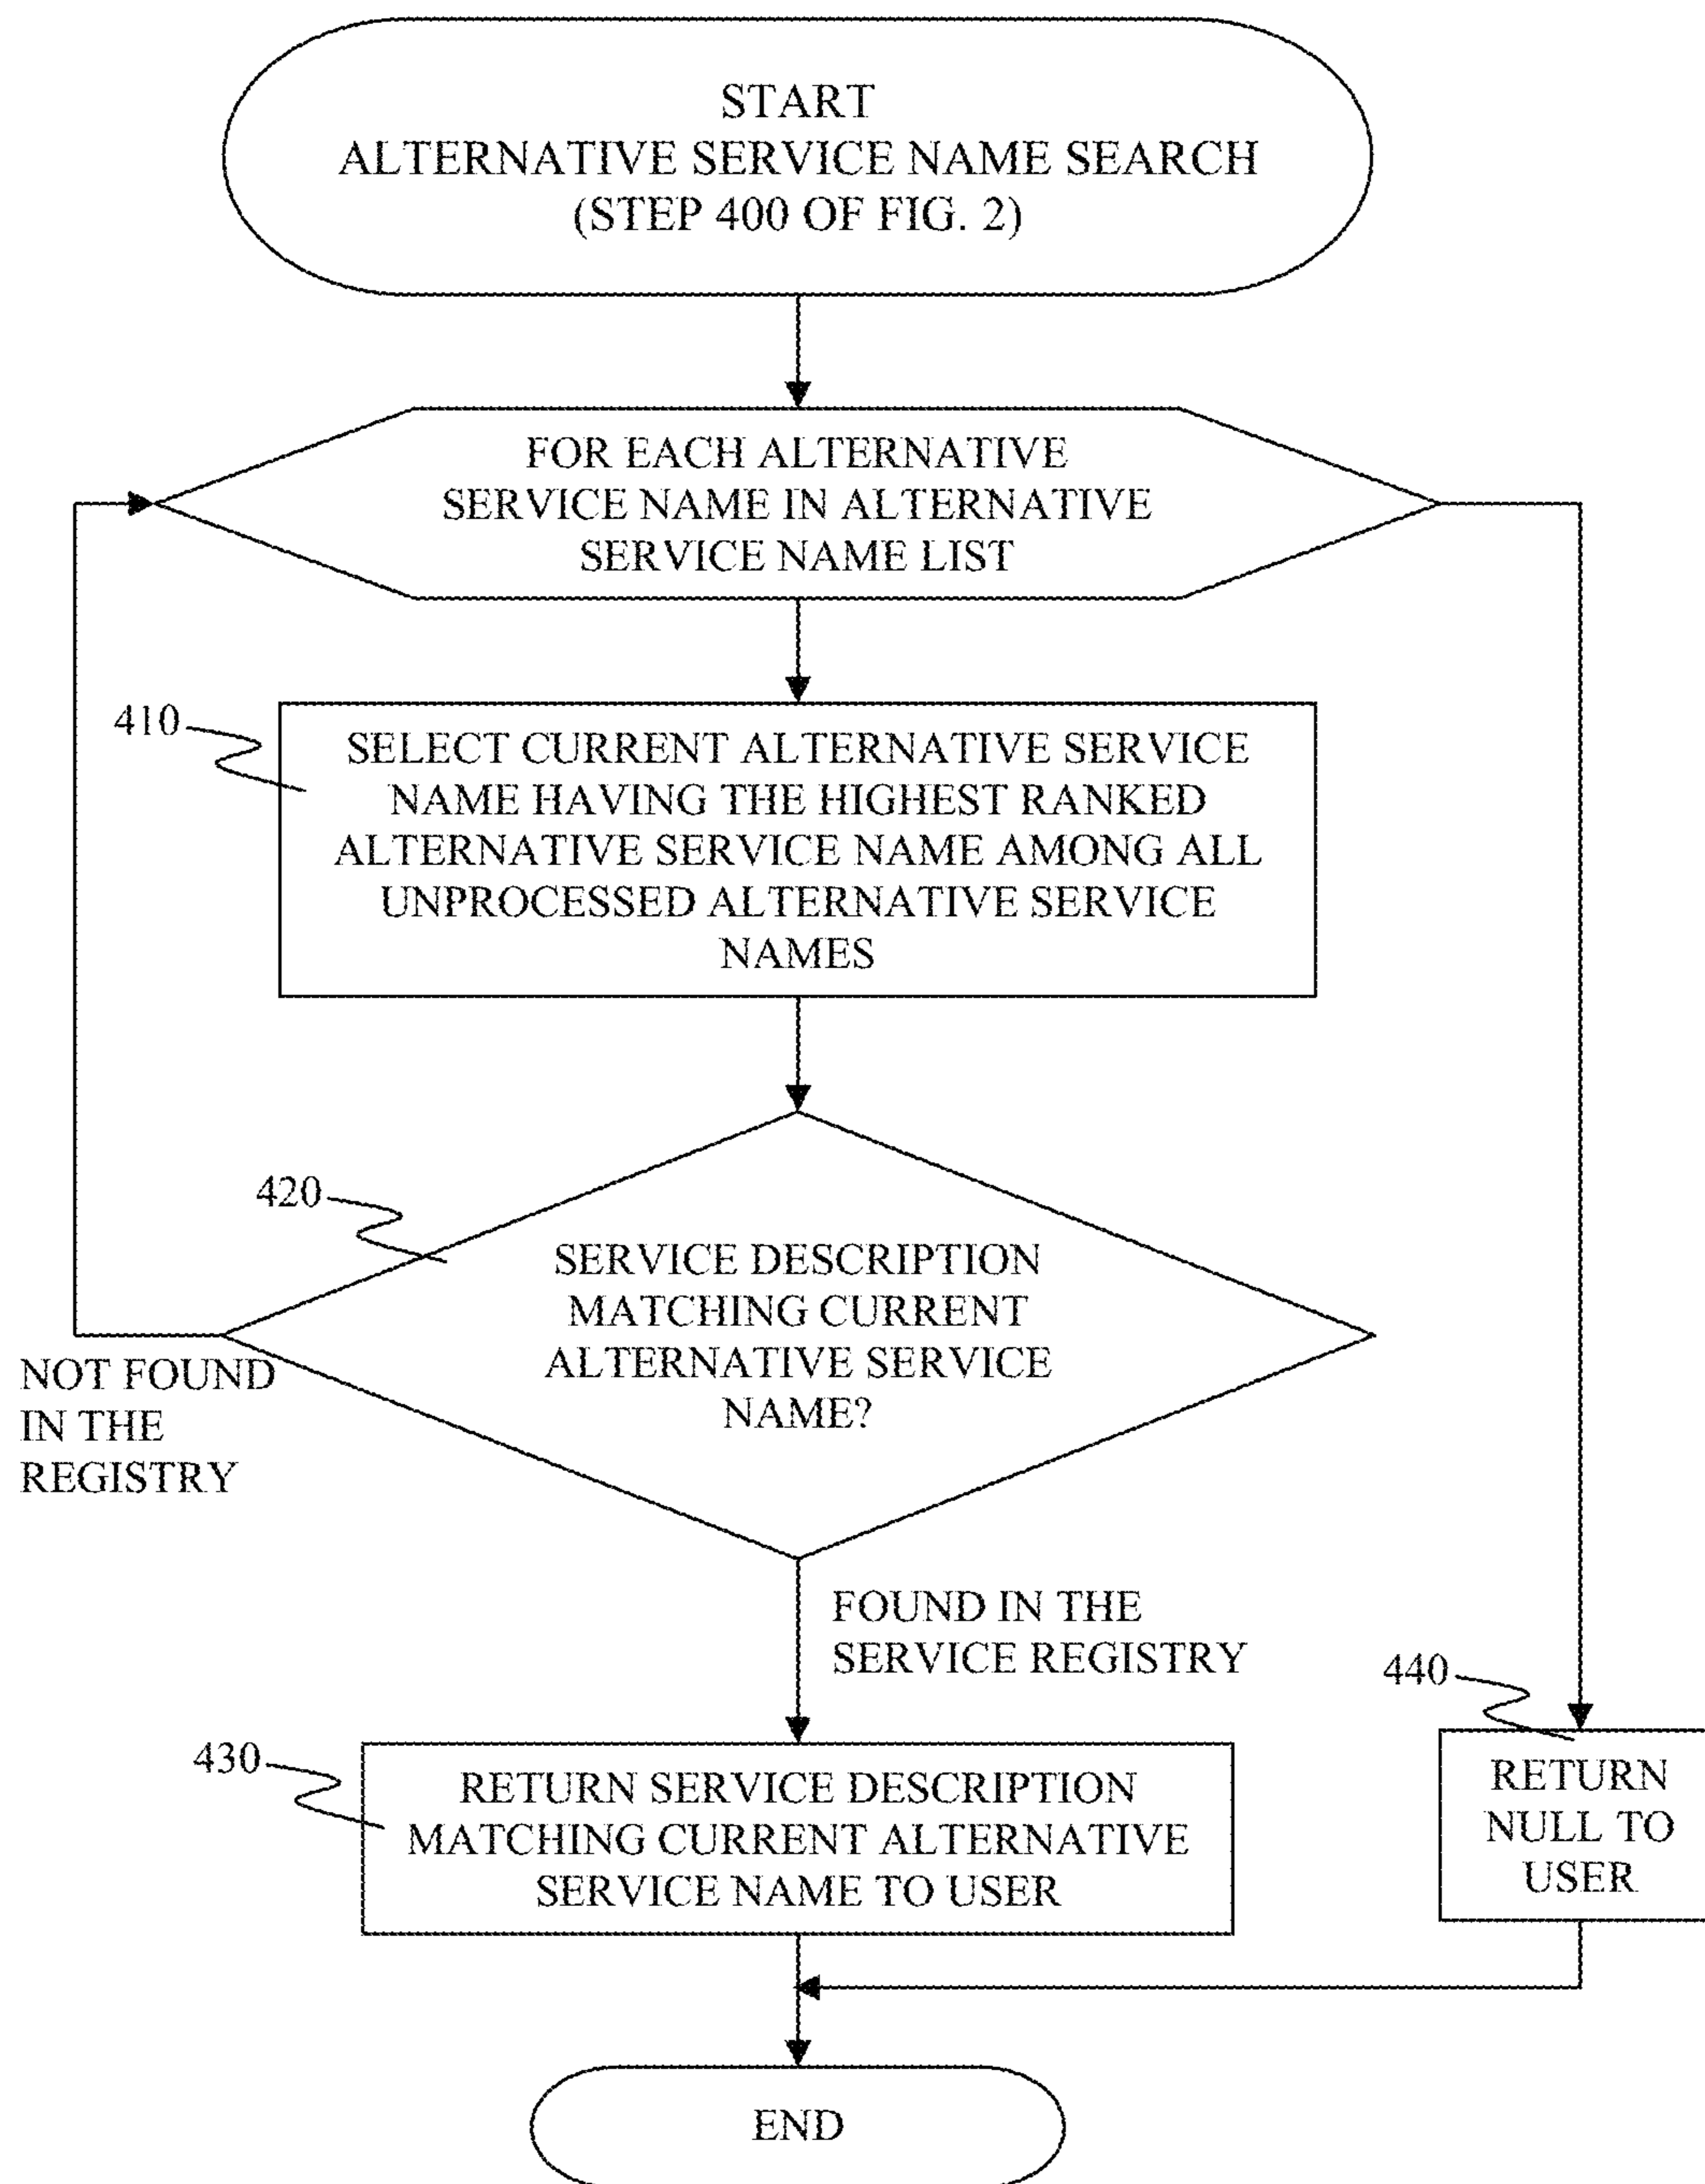 START
ALTERNATIVE SERVICE NAME SEARCH
(STEP 400 OF FIG. 2)
FOR EACH ALTERNATIVE
SERVICE NAME IN ALTERNATIVE
SERVICE NAME LIST
410
SELECT CURRENT ALTERNATIVE SERVICE
NAME HAVING THE HIGHEST RANKED
ALTERNATIVE SERVICE NAME AMONG ALL
UNPROCESSED ALTERNATIVE SERVICE
NAMES
420
SERVICE DESCRIPTION
MATCHING CURRENT
ALTERNATIVE SERVICE
NAME?
NOT FOUND
IN THE
REGISTRY
FOUND IN THE
SERVICE REGISTRY
430
RETURN SERVICE DESCRIPTION
MATCHING CURRENT ALTERNATIVE
SERVICE NAME TO USER
440
RETURN
NULL TO
USER
END